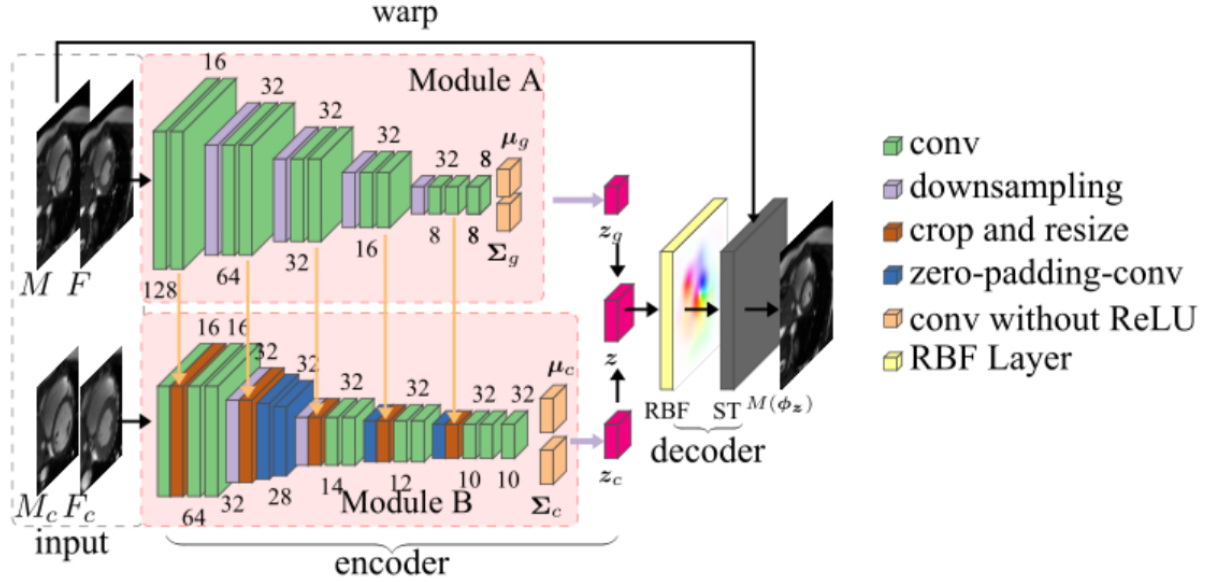 warp
Module A
16
32
32
32
32
8
μg
Σg
M F
128
64
32
16
8
8
zg
16
16
32
32
32
32
32
32
μc
Σc
Mc Fc
64
32
28
14
12
10
10
Module B
zc
z
input
encoder
RBF
ST
M(ϕz)
decoder
conv
downsampling
crop and resize
zero-padding-conv
conv without ReLU
RBF Layer